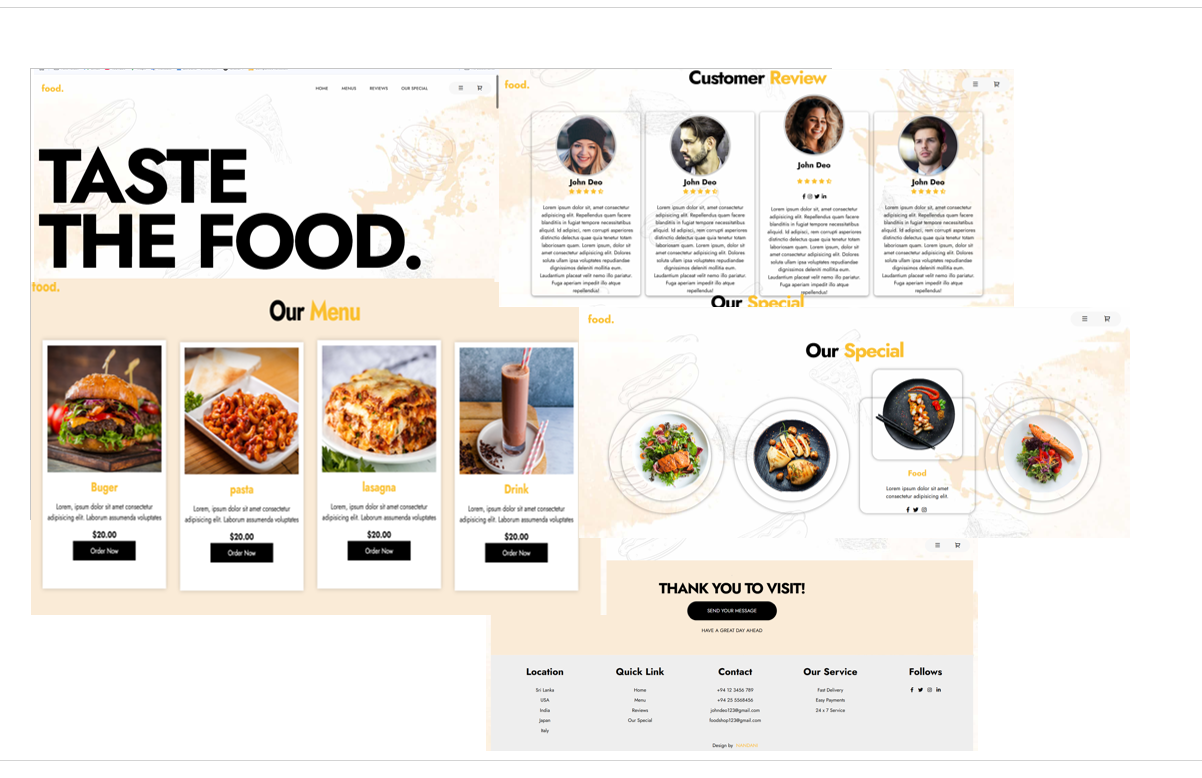 food.
HOME MENUS REVIEWS OUR SPECIAL
TASTE
THE FOOD.
food.
Our Menu
Buger
Lorem, ipsum dolor sit amet consectetur
adipisicing elit. Laborum assumenda voluptates
$20.00
Order Now
pasta
Lorem, ipsum dolor sit amet consectetur
adipisicing elit. Laborum assumenda voluptates
$20.00
Order Now
lasagna
Lorem, ipsum dolor sit amet consectetur
adipisicing elit. Laborum assumenda voluptates
$20.00
Order Now
Drink
Lorem, ipsum dolor sit amet consectetur
adipisicing elit. Laborum assumenda voluptates
$20.00
Order Now
food.
Customer Review
John Deo
Lorem ipsum dolor sit, amet consectetur
adipisicing elit. Repellendus quam facere
blanditis in fugiat tempore necessitatibus
aliquid. Id adipisci, rem corrupti asperiores
distinctio delectus quae quia tenetur totam
laboriosam quam. Lorem ipsum, dolor sit
amet consectetur adipisicing elit. Dolores
soluta ullam ipsa voluptates repudiandae
dignissimos deleniti mollitia eum.
Laudantium placeat velit nemo illo pariatur.
Fuga aperiam impedit illo atque
repellendus!
John Deo
Lorem ipsum dolor sit, amet consectetur
adipisicing elit. Repellendus quam facere
blanditis in fugiat tempore necessitatibus
aliquid. Id adipisci, rem corrupti asperiores
distinctio delectus quae quia tenetur totam
laboriosam quam. Lorem ipsum, dolor sit
amet consectetur adipisicing elit. Dolores
soluta ullam ipsa voluptates repudiandae
dignissimos deleniti mollitia eum.
Laudantium placeat velit nemo illo pariatur.
Fuga aperiam impedit illo atque
repellendus!
John Deo
Lorem ipsum dolor sit, amet consectetur
adipisicing elit. Repellendus quam facere
blanditis in fugiat tempore necessitatibus
aliquid. Id adipisci, rem corrupti asperiores
distinctio delectus quae quia tenetur totam
laboriosam quam. Lorem ipsum, dolor sit
amet consectetur adipisicing elit. Dolores
soluta ullam ipsa voluptates repudiandae
dignissimos deleniti mollitia eum.
Laudantium placeat velit nemo illo pariatur.
Fuga aperiam impedit illo atque
repellendus!
John Deo
Lorem ipsum dolor sit, amet consectetur
adipisicing elit. Repellendus quam facere
blanditis in fugiat tempore necessitatibus
aliquid. Id adipisci, rem corrupti asperiores
distinctio delectus quae quia tenetur totam
laboriosam quam. Lorem ipsum, dolor sit
amet consectetur adipisicing elit. Dolores
soluta ullam ipsa voluptates repudiandae
dignissimos deleniti mollitia eum.
Laudantium placeat velit nemo illo pariatur.
Fuga aperiam impedit illo atque
repellendus!
Our Special
food.
Our Special
Food
Lorem ipsum dolor sit amet
consectetur adipisicing elit.
THANK YOU TO VISIT!
SEND YOUR MESSAGE
HAVE A GREAT DAY AHEAD
Location
Sri Lanka
USA
India
Japan
Italy
Quick Link
Home
Menu
Reviews
Our Special
Contact
+94 12 3456 789
+94 25 5568456
johndeo123@gmail.com
foodshop123@gmail.com
Our Service
Fast Delivery
Easy Payments
24 x 7 Service
Follows
Design by